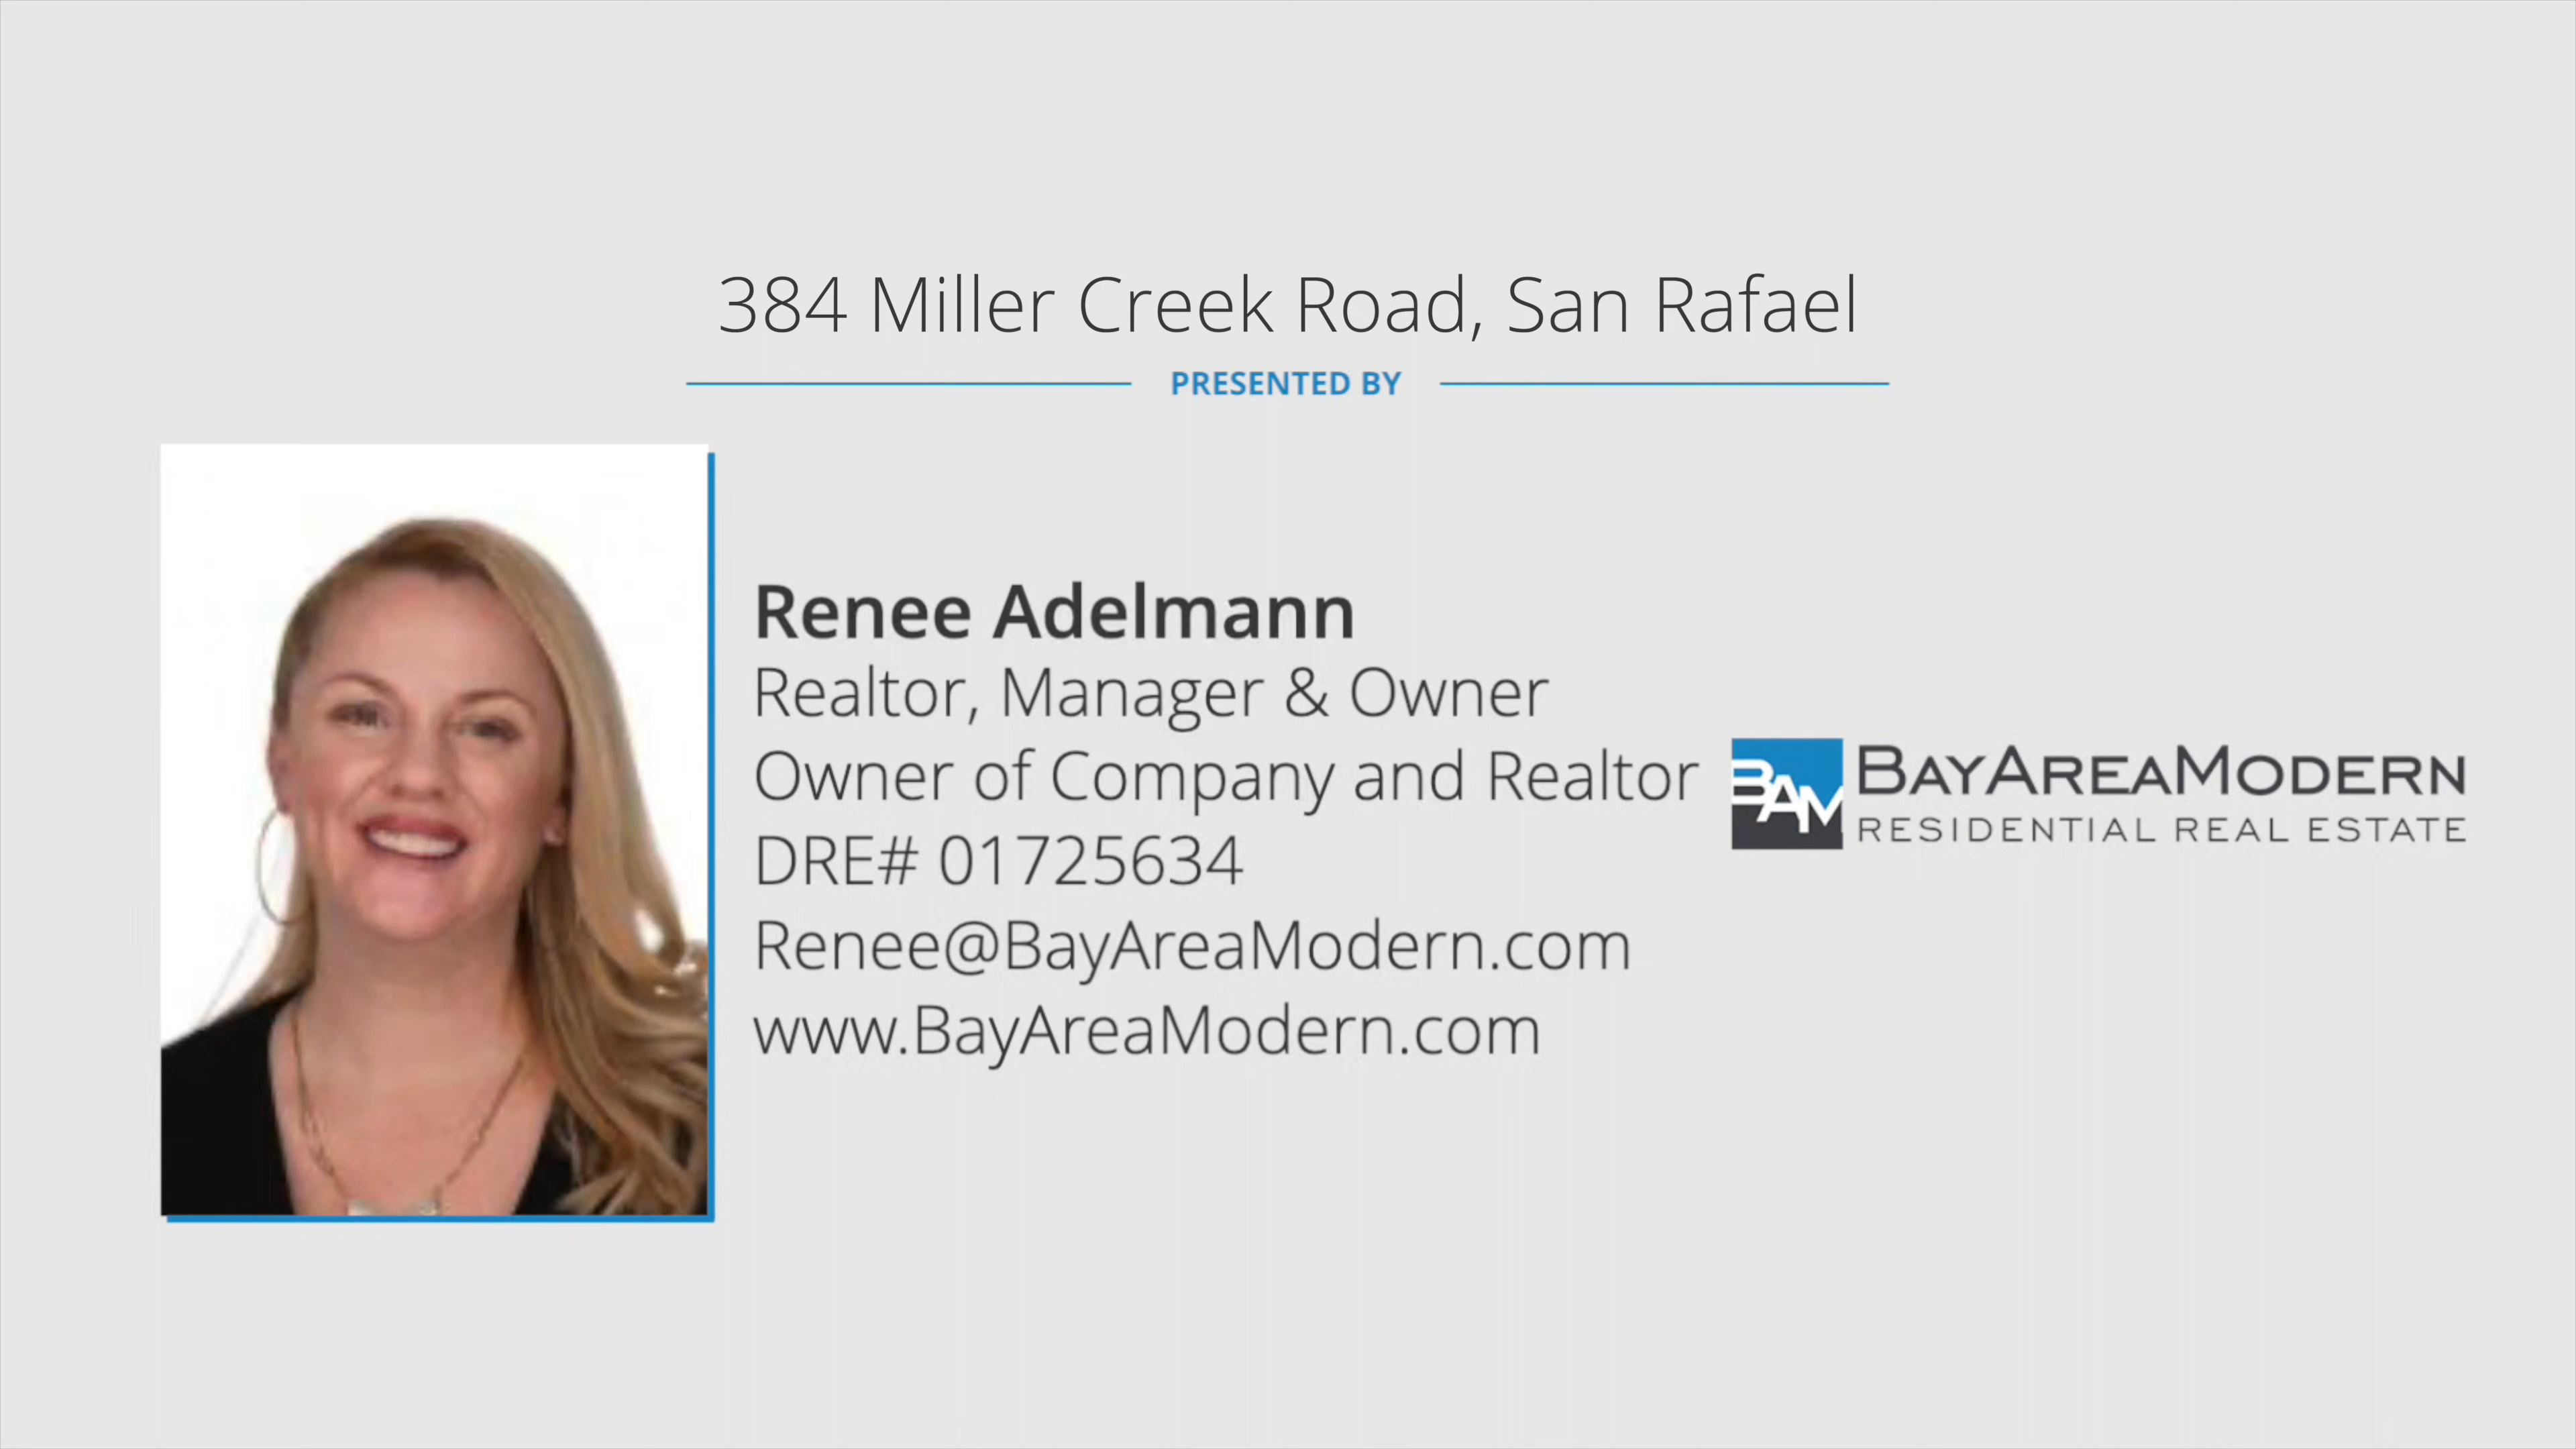 384 Miller Creek Road, San Rafael
PRESENTED BY
Renee Adelmann
Realtor, Manager & Owner
Owner of Company and Realtor
DRE# 01725634
Renee@BayAreaModern.com
www.BayAreaModern.com
BAM
BAYAREAMODERN
RESIDENTIAL REAL ESTATE